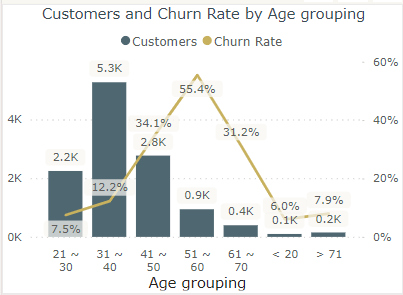 Customers and Churn Rate by Age grouping
Customers Churn Rate
60%
5.3K
55.4%
4K 34.1% 40%
2.8K 31.2%
2.2K
2K 12.2% 20%
0.9K 6.0% 7.9%
7.5% 0.4K 0.1K 0.2K
0K 0%
21 ~ 31 ~ 41 ~ 51 ~ 61 ~ < 20 > 71
30 40 50 60 70
Age grouping